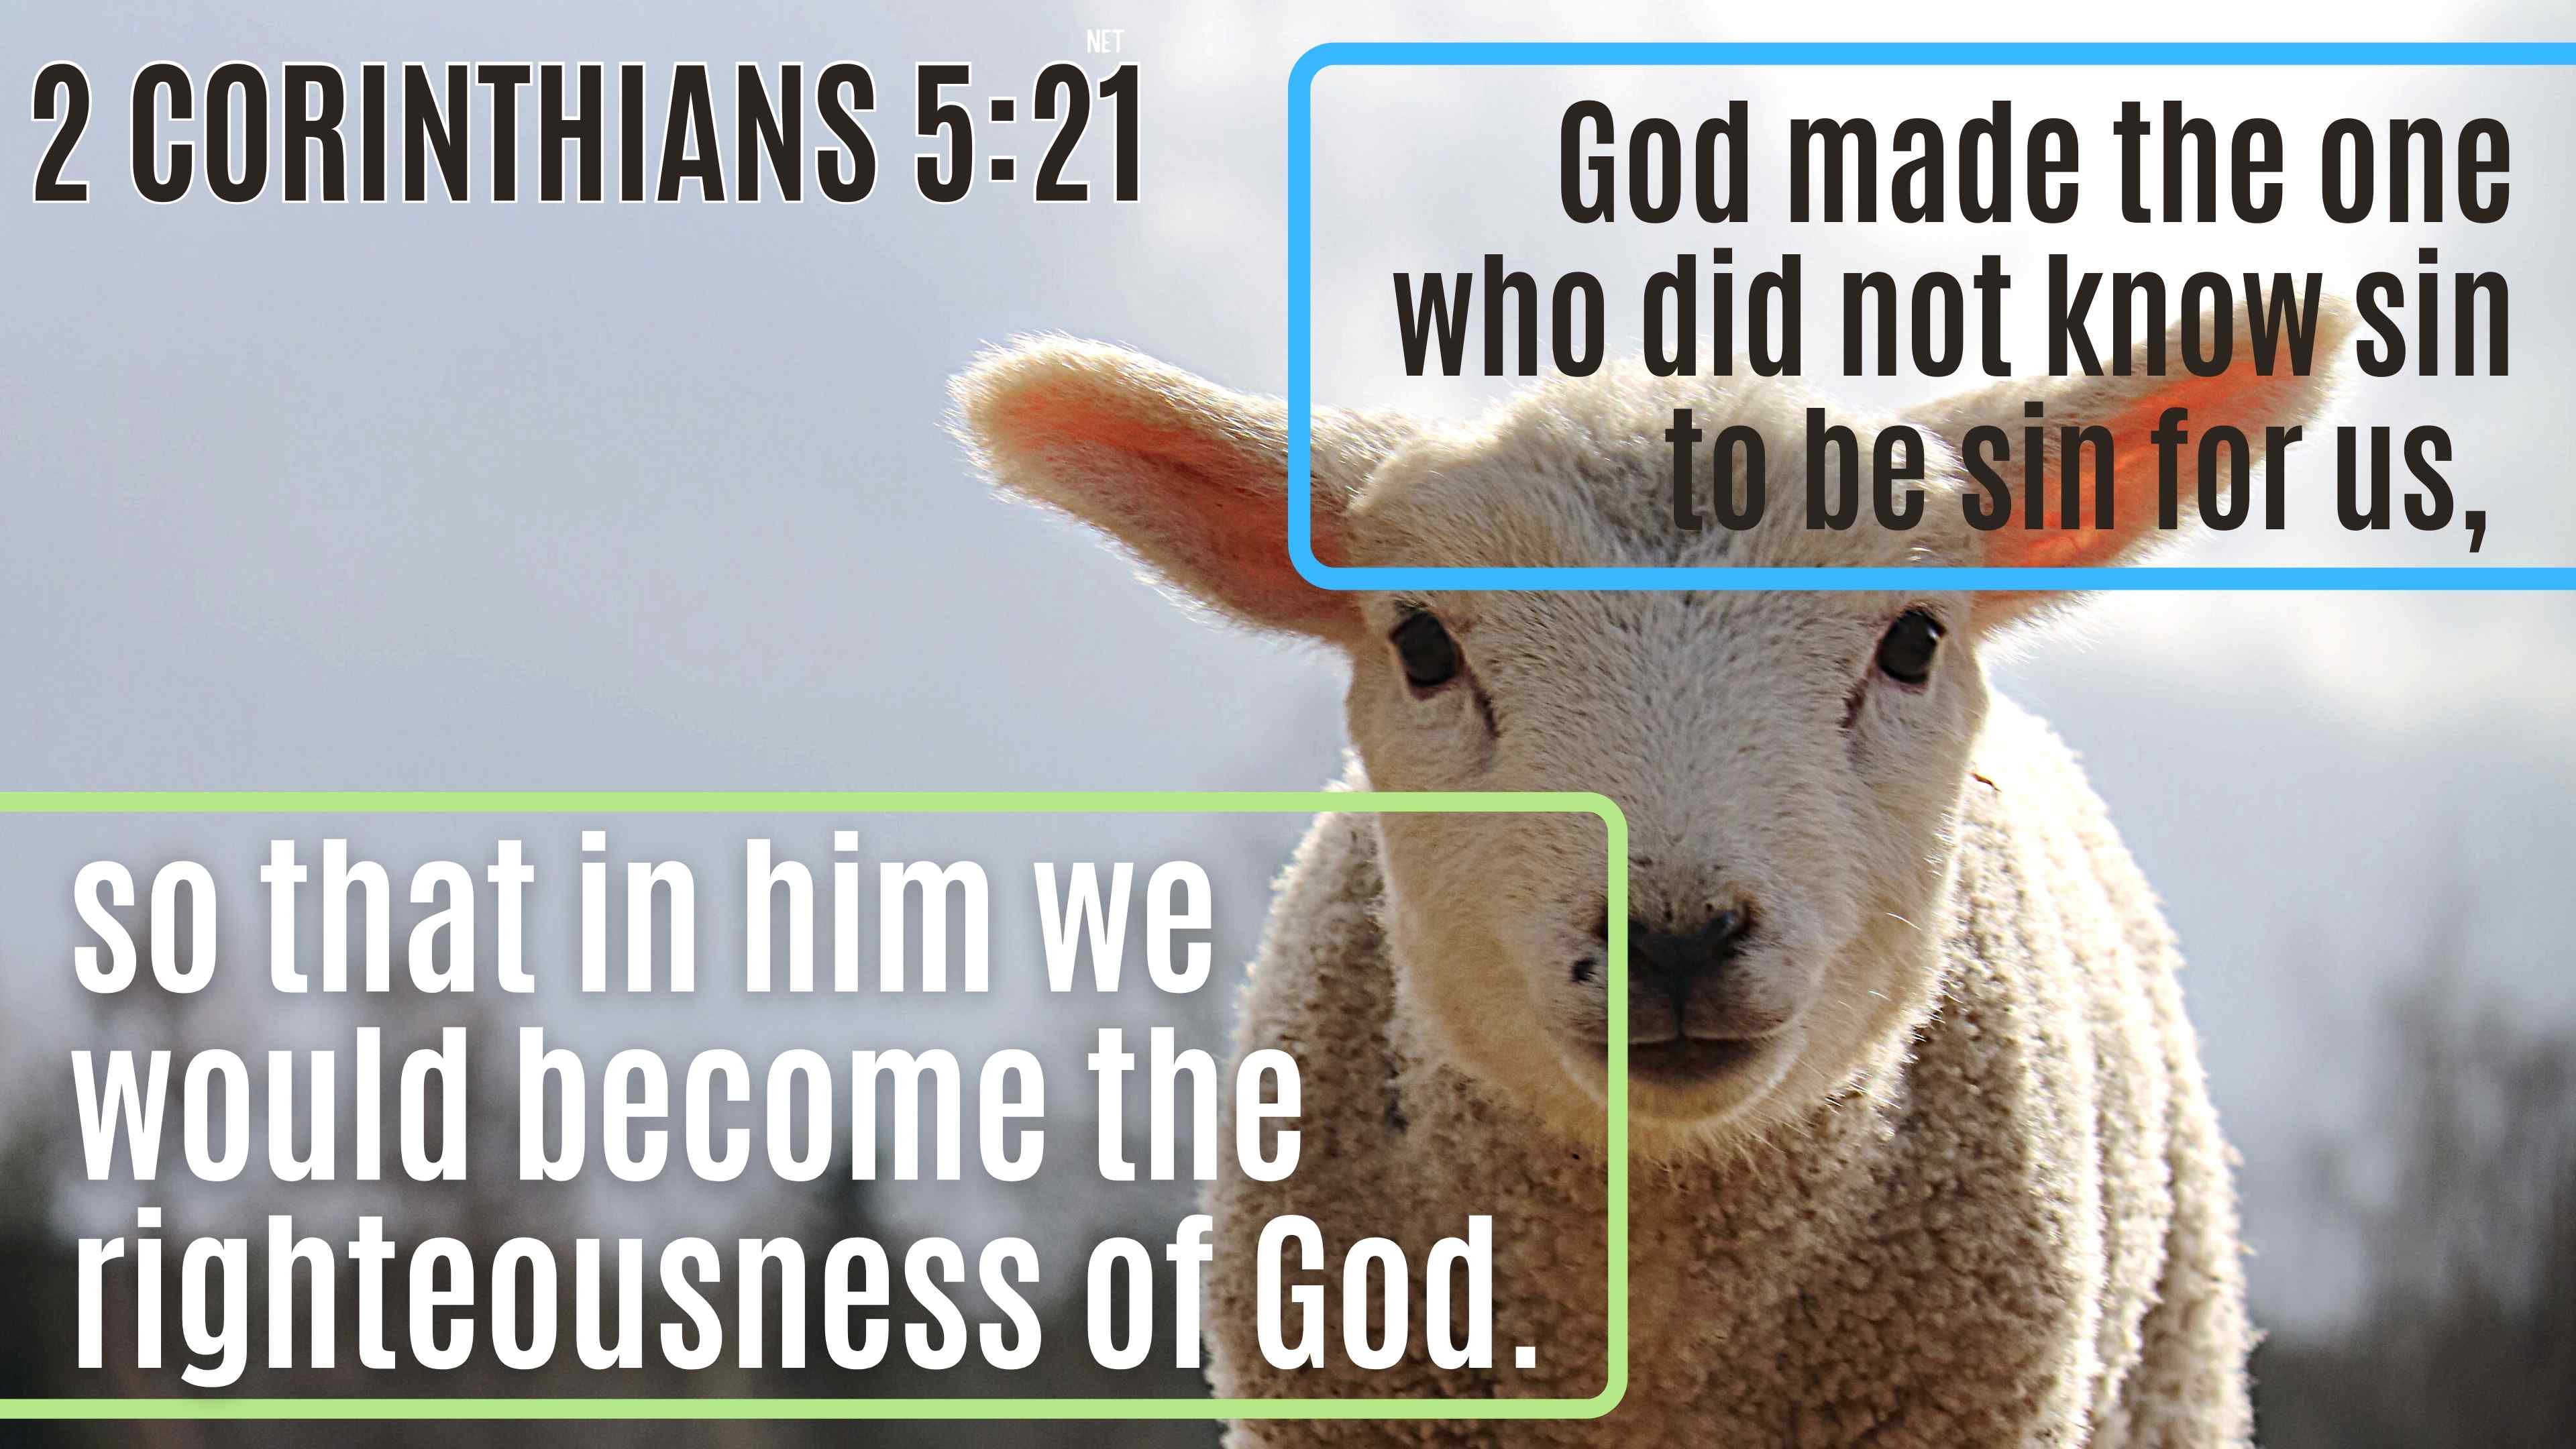 NET
2 CORINTHIANS 5:21
God made the one
who did not know sin
to be sin for us,
so that in him we
would become the
righteousness of God.